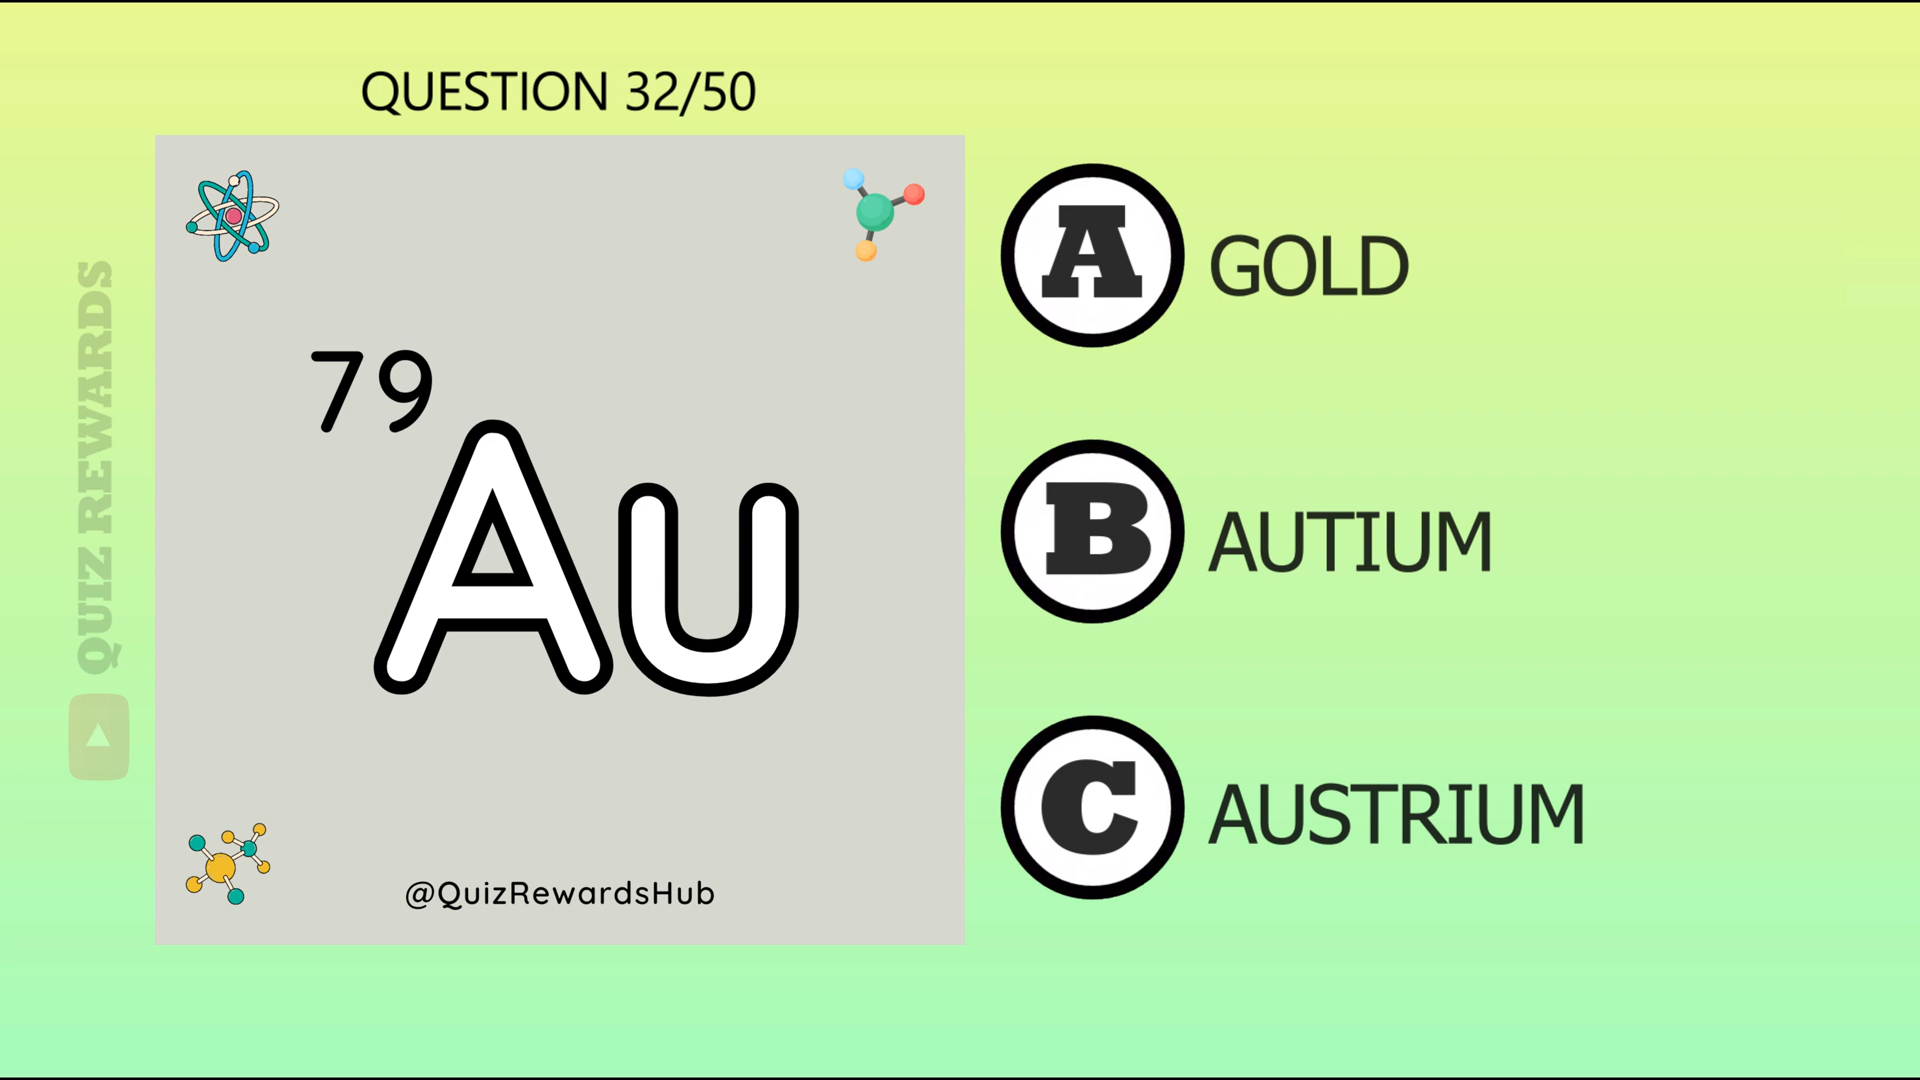 QUESTION 32/50
QUIZ REWARDS
79
Au
@QuizRewardsHub
A GOLD
B AUTIUM
C AUSTRIUM